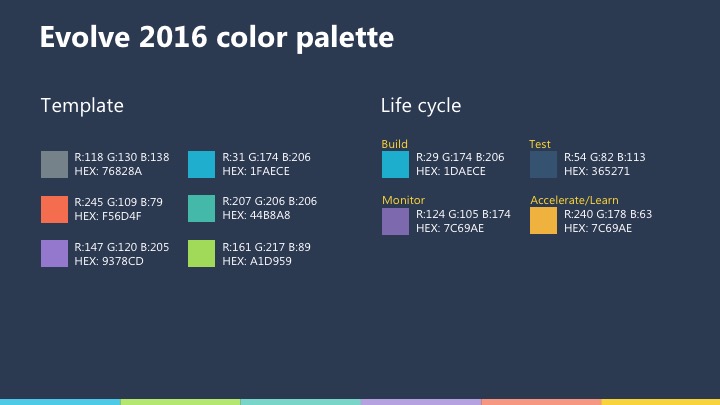 Evolve 2016 color palette
Template
R:118 G:130 B:138
HEX: 76828A
R:31 G:174 B:206
HEX: 1FAECE
R:245 G:109 B:79
HEX: F56D4F
R:207 G:206 B:206
HEX: 44B8A8
R:147 G:120 B:205
HEX: 9378CD
R:161 G:217 B:89
HEX: A1D959
Life cycle
Build
R:29 G:174 B:206
HEX: 1DAECE
Test
R:54 G:82 B:113
HEX: 365271
Monitor
R:124 G:105 B:174
HEX: 7C69AE
Accelerate/Learn
R:240 G:178 B:63
HEX: 7C69AE